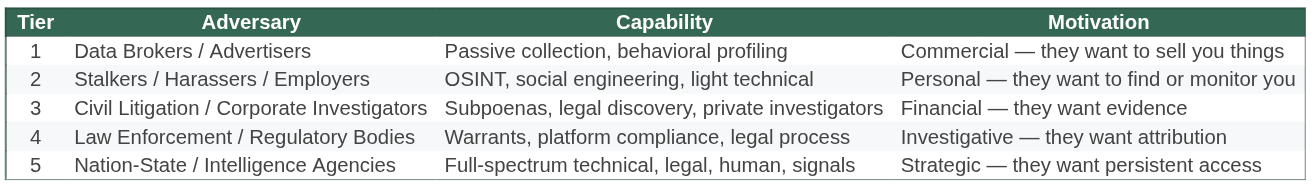 Tier Adversary Capability Motivation
1 Data Brokers / Advertisers Passive collection, behavioral profiling Commercial — they want to sell you things
2 Stalkers / Harassers / Employers OSINT, social engineering, light technical Personal — they want to find or monitor you
3 Civil Litigation / Corporate Investigators Subpoenas, legal discovery, private investigators Financial — they want evidence
4 Law Enforcement / Regulatory Bodies Warrants, platform compliance, legal process Investigative — they want attribution
5 Nation-State / Intelligence Agencies Full-spectrum technical, legal, human, signals Strategic — they want persistent access